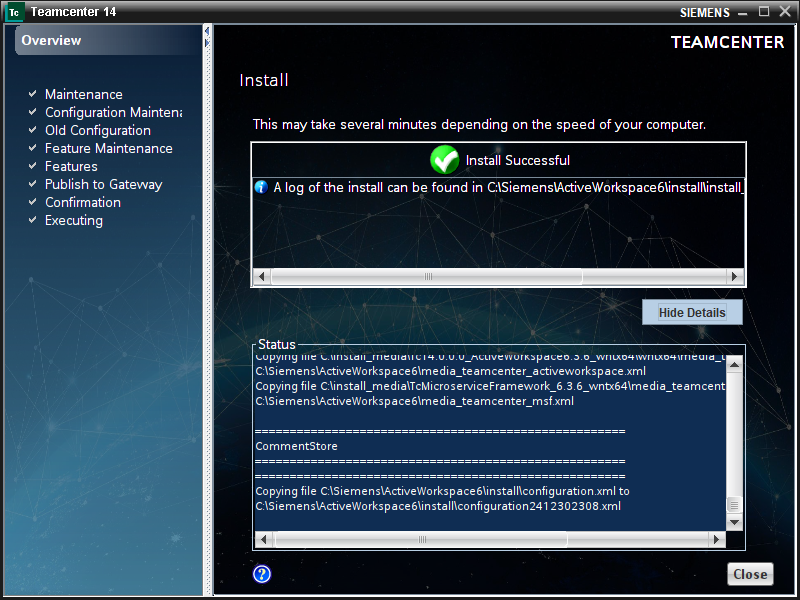 Tc Teamcenter 14
SIEMENS
Overview
TEAMCENTER
Maintenance
Configuration Maintena
Old Configuration
Feature Maintenance
Features
Publish to Gateway
Confirmation
Executing
Install
This may take several minutes depending on the speed of your computer.
Install Successful
A log of the install can be found in C:\Siemens\ActiveWorkspace6\install\install_
Hide Details
Status
Copying file C:\install_media\Tc14.0.0.0_ActiveWorkspace6.3.6_wntx64\wntx64\media_t
C:\Siemens\ActiveWorkspace6\media_teamcenter_activeworkspace.xml
Copying file C:\install_media\TcMicroserviceFramework_6.3.6_wntx64\media_teamcent
C:\Siemens\ActiveWorkspace6\media_teamcenter_msf.xml
=====================================================
CommentStore
=====================================================
=====================================================
Copying file C:\Siemens\ActiveWorkspace6\install\configuration.xml to
C:\Siemens\ActiveWorkspace6\install\configuration2412302308.xml
?
Close